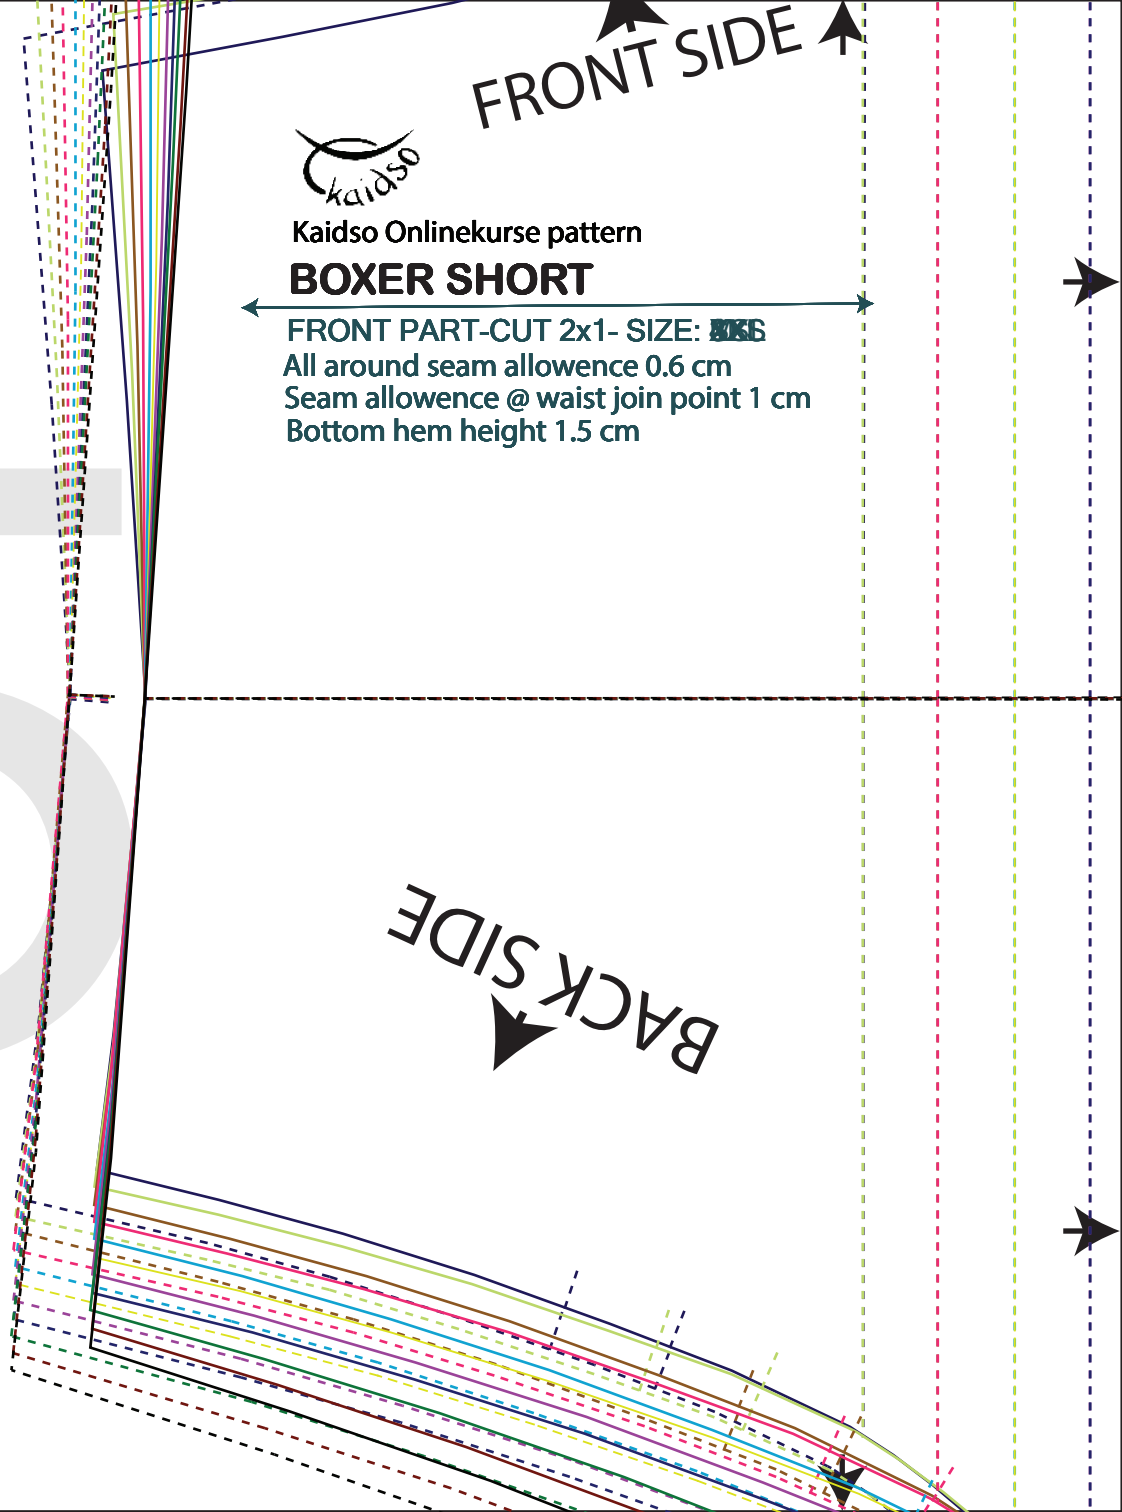 FRONT SIDE
kaidso
Kaidso Onlinekurse pattern
BOXER SHORT
FRONT PART-CUT 2x1- SIZE:
All around seam allowence 0.6 cm
Seam allowence @ waist join point 1 cm
Bottom hem height 1.5 cm
5
BACK SIDE